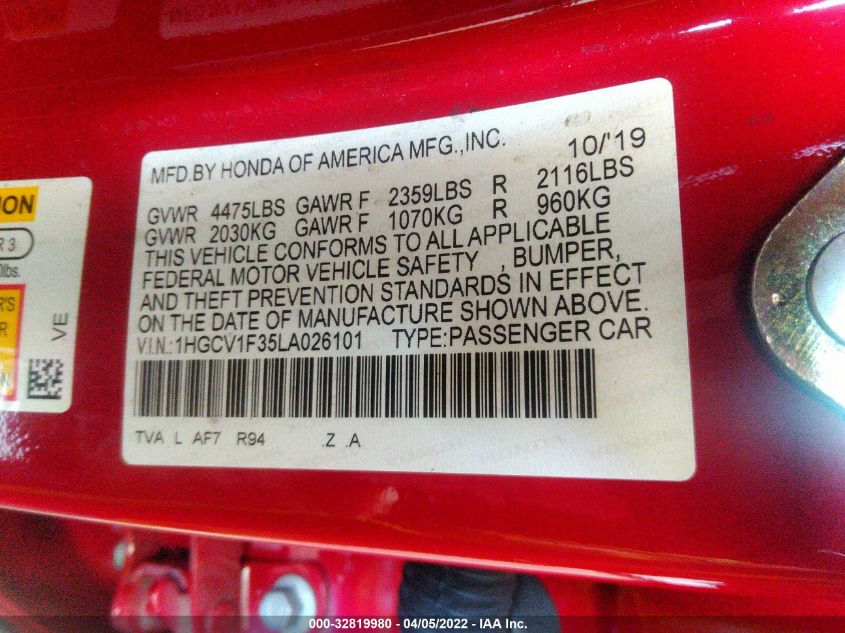 MFD.BY HONDA OF AMERICA MFG.,INC. 10/'19
GVWR 4475LBS GAWR F 2359LBS R 2116LBS
GVWR 2030KG GAWR F 1070KG R 960KG
THIS VEHICLE CONFORMS TO ALL APPLICABLE
FEDERAL MOTOR VEHICLE SAFETY , BUMPER,
AND THEFT PREVENTION STANDARDS IN EFFECT
ON THE DATE OF MANUFACTURE SHOWN ABOVE.
V.I.N.:1HGCV1F35LA026101 TYPE:PASSENGER CAR
TVA L AF7 R94 .Z .A
ION
R 3
lbs.
R'S
R
VE
000-32819980 - 04/05/2022 - IAA Inc.